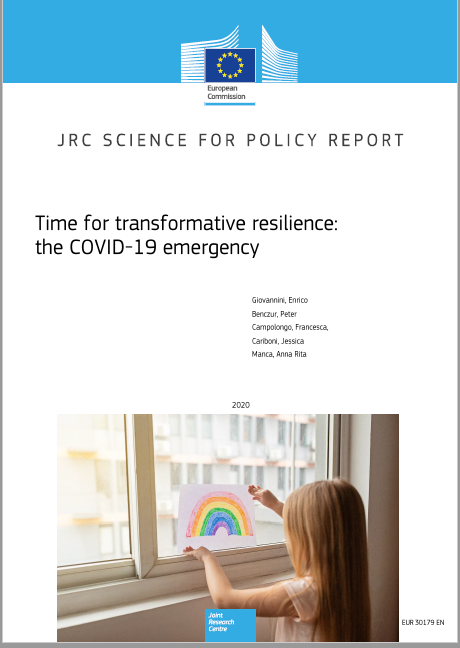 European
Commission
JRC SCIENCE FOR POLICY REPORT
Time for transformative resilience:
the COVID-19 emergency
Giovannini, Enrico
Benczur, Peter
Campolongo, Francesca,
Cariboni, Jessica
Manca, Anna Rita
2020
Joint
Research
Centre
EUR 30179 EN